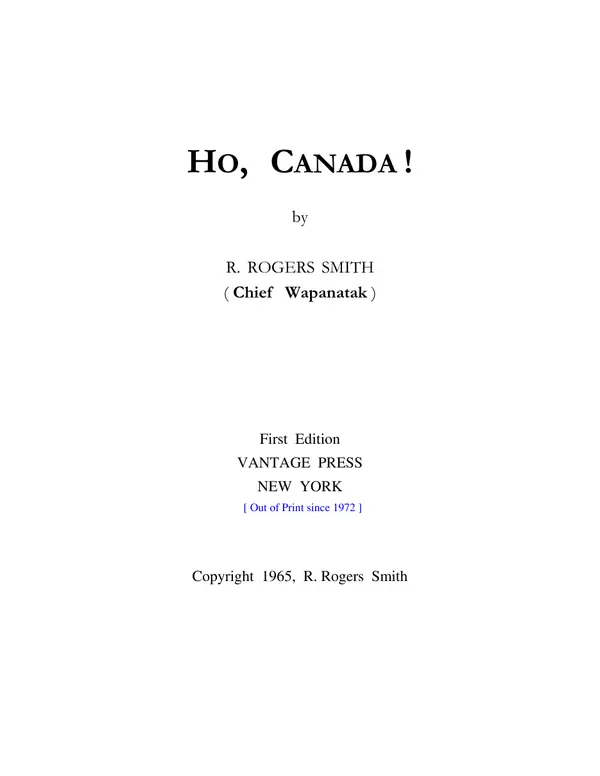 HO, CANADA!
by
R. ROGERS SMITH
( Chief Wapanatak )
First Edition
VANTAGE PRESS
NEW YORK
[ Out of Print since 1972 ]
Copyright 1965, R. Rogers Smith